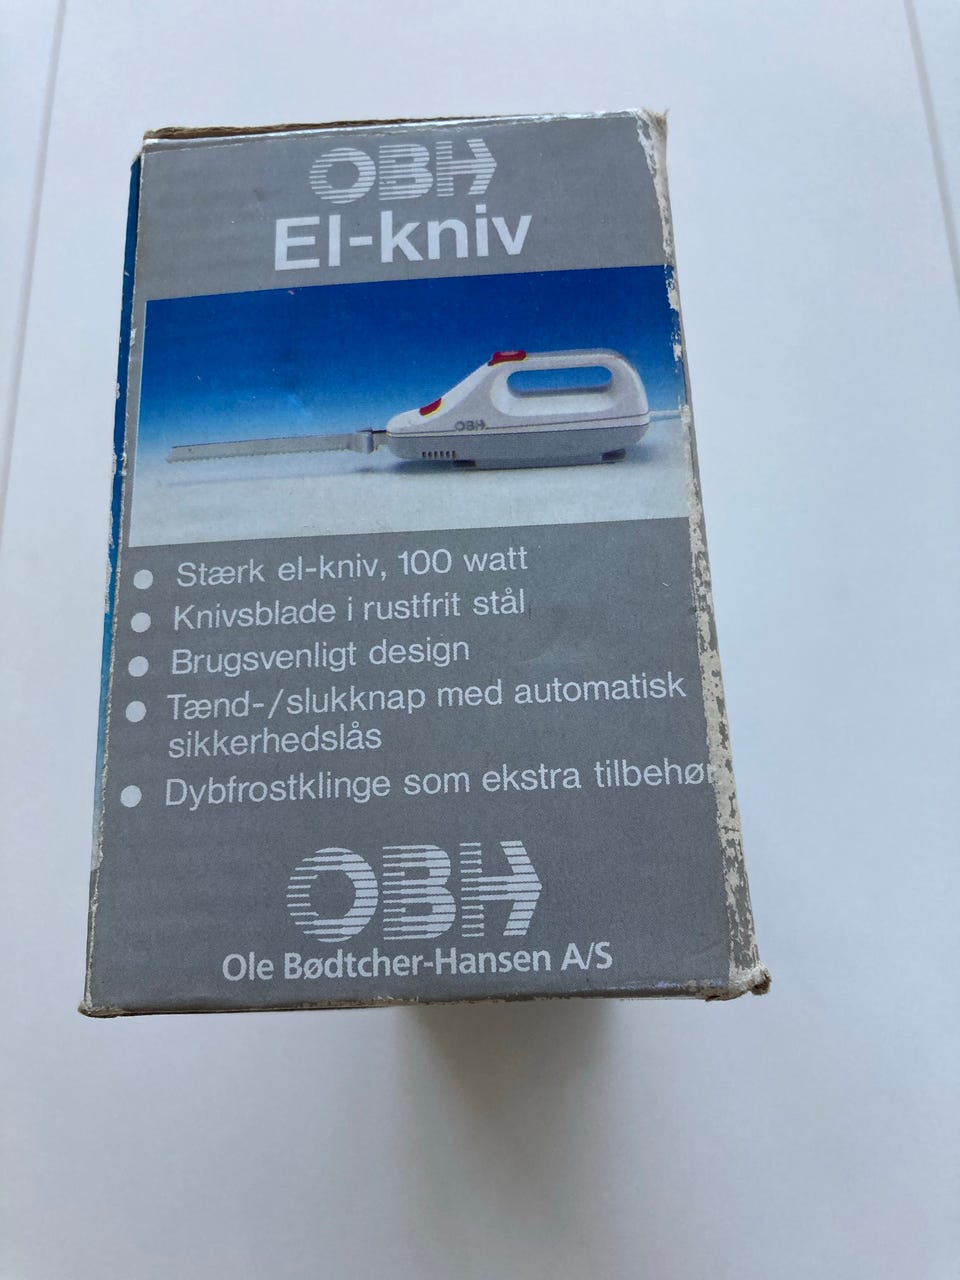 OBH
El-kniv
OBH
Stærk el-kniv, 100 watt
Knivsblade i rustfrit stål
Brugsvenligt design
Tænd-/slukknap med automatisk
sikkerhedslås
Dybfrostklinge som ekstra tilbehør
OBH
Ole Bødtcher-Hansen A/S